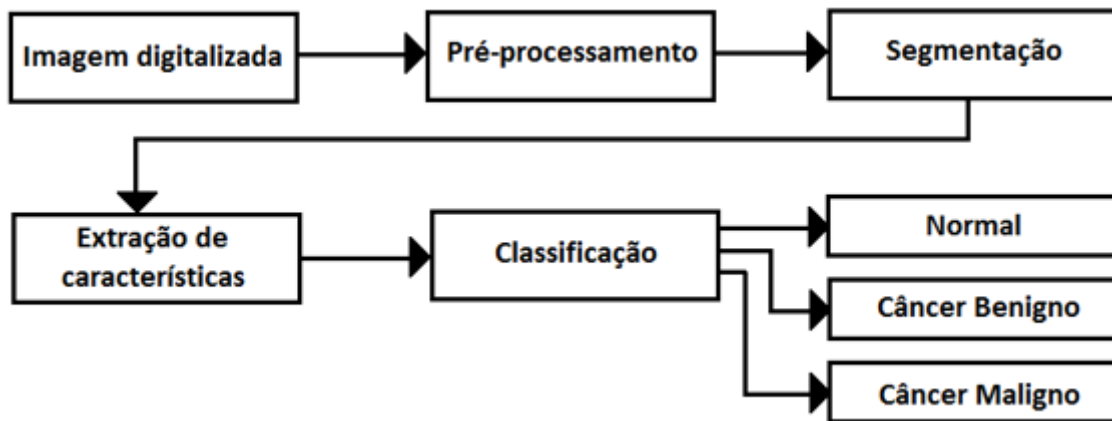 Imagem digitalizada
Pré-processamento
Segmentação
Extração de
características
Classificação
Normal
Câncer Benigno
Câncer Maligno